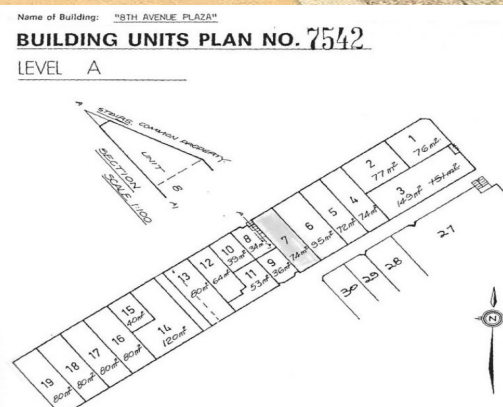 Name of Building: "8TH AVENUE PLAZA"
BUILDING UNITS PLAN NO. 7542
LEVEL A
A
STAIRS COMMON PROPERTY
UNIT 8
SECTION
SCALE 1:100
A1
1
76m²
2
77m²
3
149m²
4
74m²
5
72m²
6
95m²
7
74m²
A
8
34m²
9
36m²
10
39m²
11
53m²
12
64m²
13
80m²
14
120m²
15
40m²
16
80m²
17
80m²
18
80m²
19
80m²
27
28
29
30
N